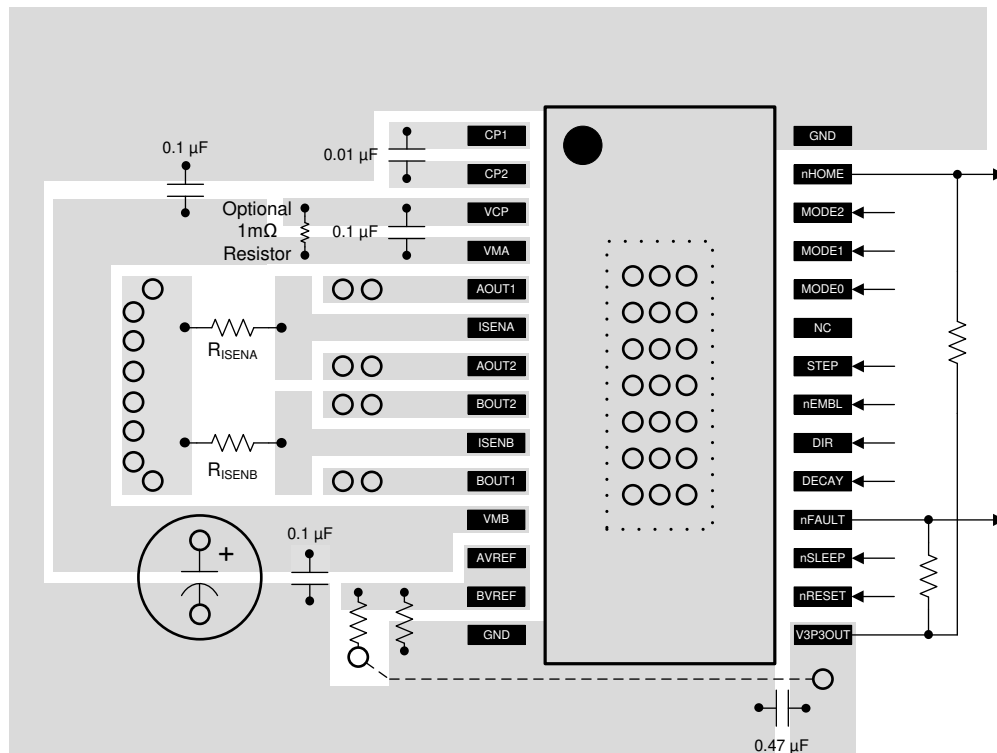 CP1
GND
0.1 µF
0.01 µF
CP2
nHOME
Optional
1mΩ
Resistor
0.1 µF
VCP
MODE2
VMA
MODE1
AOUT1
MODE0
RISENA
ISENA
NC
AOUT2
STEP
BOUT2
nEMBL
RISENB
ISENB
DIR
BOUT1
DECAY
VMB
nFAULT
0.1 µF
+
AVREF
nSLEEP
BVREF
nRESET
GND
V3P3OUT
0.47 µF